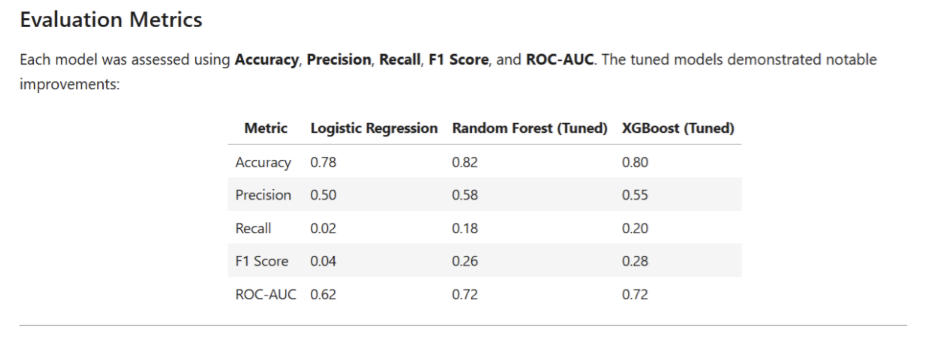 Evaluation Metrics
Each model was assessed using Accuracy, Precision, Recall, F1 Score, and ROC-AUC. The tuned models demonstrated notable
improvements:
Metric Logistic Regression Random Forest (Tuned) XGBoost (Tuned)
Accuracy 0.78 0.82 0.80
Precision 0.50 0.58 0.55
Recall 0.02 0.18 0.20
F1 Score 0.04 0.26 0.28
ROC-AUC 0.62 0.72 0.72